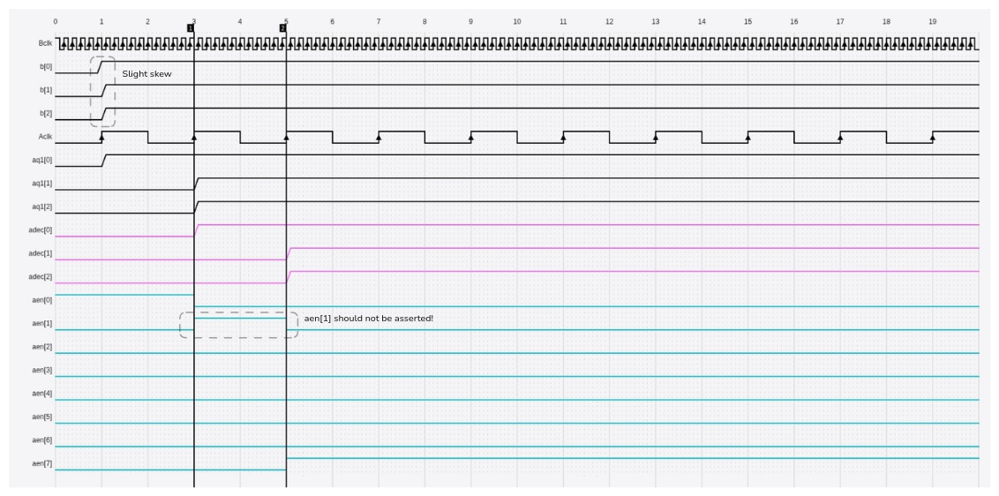 0 1 2 3 4 5 6 7 8 9 10 11 12 13 14 15 16 17 18 19
1 2
Bclk
b[0]
Slight skew
b[1]
b[2]
Aclk
aq1[0]
aq1[1]
aq1[2]
adec[0]
adec[1]
adec[2]
aen[0]
aen[1] should not be asserted!
aen[1]
aen[2]
aen[3]
aen[4]
aen[5]
aen[6]
aen[7]